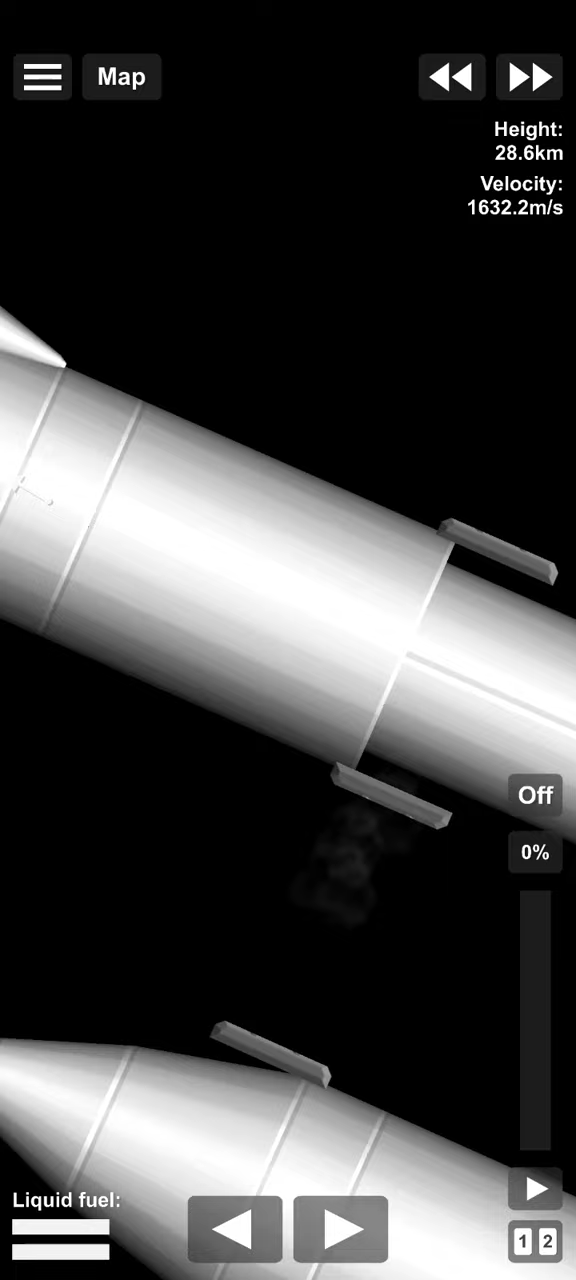 Map
Height:
28.6km
Velocity:
1632.2m/s
Off
0%
Liquid fuel:
1 2